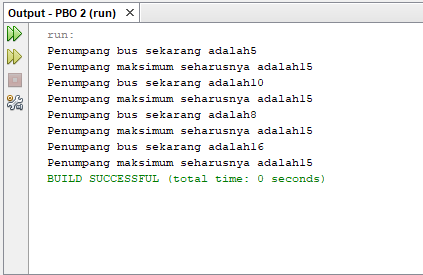 Output - PBO 2 (run)
run:
Penumpang bus sekarang adalah5
Penumpang maksimum seharusnya adalah15
Penumpang bus sekarang adalah10
Penumpang maksimum seharusnya adalah15
Penumpang bus sekarang adalah8
Penumpang maksimum seharusnya adalah15
Penumpang bus sekarang adalah16
Penumpang maksimum seharusnya adalah15
BUILD SUCCESSFUL (total time: 0 seconds)